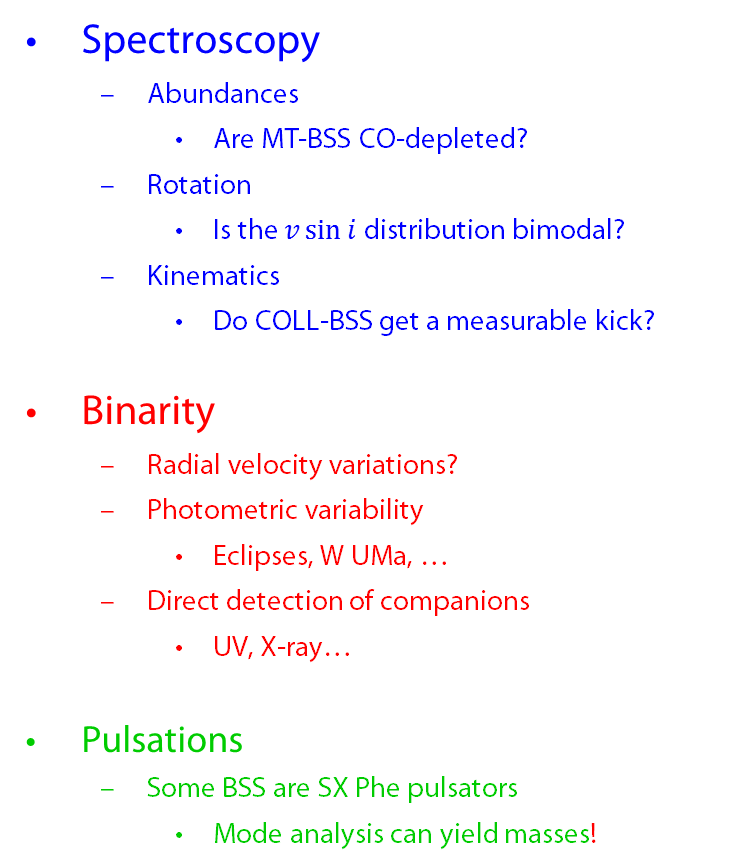 • Spectroscopy
– Abundances
• Are MT-BSS CO-depleted?
– Rotation
• Is the v sin i distribution bimodal?
– Kinematics
• Do COLL-BSS get a measurable kick?
• Binarity
– Radial velocity variations?
– Photometric variability
• Eclipses, W UMa, …
– Direct detection of companions
• UV, X-ray…
• Pulsations
– Some BSS are SX Phe pulsators
• Mode analysis can yield masses!